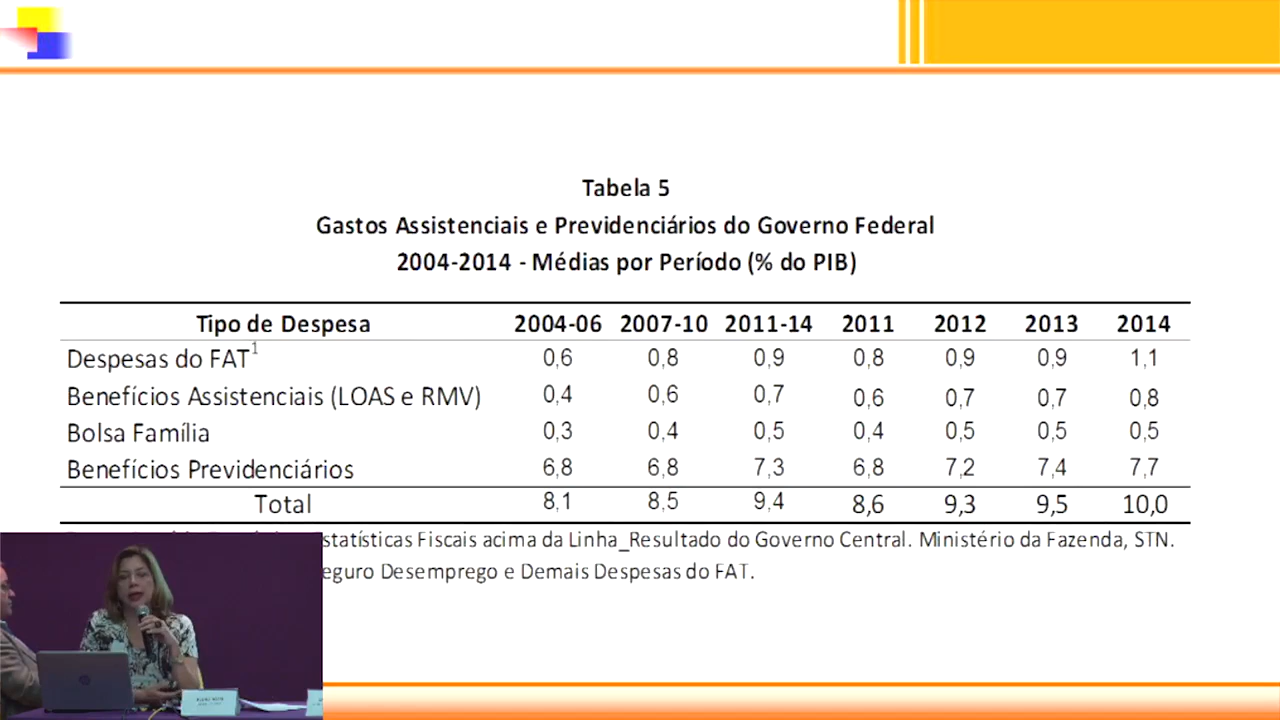 Tabela 5
Gastos Assistenciais e Previdenciários do Governo Federal
2004-2014 - Médias por Período (% do PIB)
Tipo de Despesa 2004-06 2007-10 2011-14 2011 2012 2013 2014
Despesas do FAT¹ 0,6 0,8 0,9 0,8 0,9 0,9 1,1
Benefícios Assistenciais (LOAS e RMV) 0,4 0,6 0,7 0,6 0,7 0,7 0,8
Bolsa Família 0,3 0,4 0,5 0,4 0,5 0,5 0,5
Benefícios Previdenciários 6,8 6,8 7,3 6,8 7,2 7,4 7,7
Total 8,1 8,5 9,4 8,6 9,3 9,5 10,0
Fiscais acima da Linha_Resultado do Governo Central. Ministério da Fazenda, STN.
Desemprego e Demais Despesas do FAT.